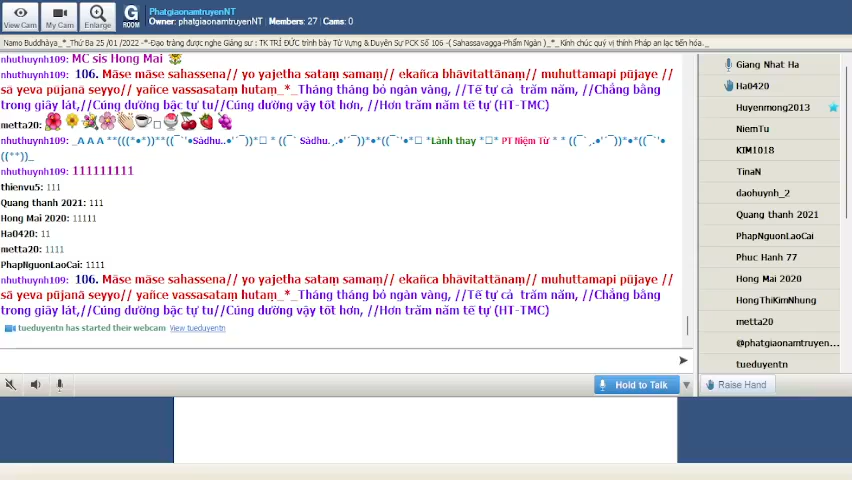 View Cam
My Cam
Enlarge
G
ROOM
PhatgiaonamtruyenNT
Owner: phatgiaonamtruyenNT Members: 27 Cams: 0
Namo Buddhàya_*_Thứ Ba 25 /01 /2022 -*-Đạo tràng được nghe Giảng sư : TK TRÍ ĐỨC trình bày Từ Vựng & Duyên Sự PCK Số 106 -( Sahassavagga-Phẩm Ngàn )_*_Kính chúc quý vị thính Pháp an lạc tiến hóa._
nhuthuynh109: MC sis Hong Mai
nhuthuynh109: 106. Māse māse sahassena// yo yajetha sataṃ samaṃ// ekañca bhāvitattānaṃ// muhuttamapi pūjaye //
sā yeva pūjanā seyyo// yañce vassasataṃ hutaṃ_*_Tháng tháng bỏ ngàn vàng, //Tế tự cả trăm năm, //Chẳng bằng
trong giây lát,//Cúng dường bậc tự tu//Cúng dường vậy tốt hơn, //Hơn trăm năm tế tự (HT-TMC)
metta20:
nhuthuynh109: _A A A **(((*•*))**((¯`•Sādhu..•'´¯))*•*□ * ((¯` Sādhu.,.•'´¯))*•*((¯`'•*□ *Lành thay *□* PT Niệm Từ * * ((¯`,.•'´¯))*•*((¯`'•
((**))_
nhuthuynh109: 111111111
thienvu5: 111
Quang thanh 2021: 111
Hong Mai 2020: 11111
Ha0420: 11
metta20: 1111
PhapNguonLaoCai: 1111
nhuthuynh109: 106. Māse māse sahassena// yo yajetha sataṃ samaṃ// ekañca bhāvitattānaṃ// muhuttamapi pūjaye //
sā yeva pūjanā seyyo// yañce vassasataṃ hutaṃ_*_Tháng tháng bỏ ngàn vàng, //Tế tự cả trăm năm, //Chẳng bằng
trong giây lát,//Cúng dường bậc tự tu//Cúng dường vậy tốt hơn, //Hơn trăm năm tế tự (HT-TMC)
tueduyentn has started their webcam View tueduyentn
Hold to Talk
Giang Nhat Ha
Ha0420
Huyenmong2013
NiemTu
KIM1018
TinaN
daohuynh_2
Quang thanh 2021
PhapNguonLaoCai
Phuc Hanh 77
Hong Mai 2020
HongThiKimNhung
metta20
@phatgiaonamtruyen...
tueduyentn
Raise Hand